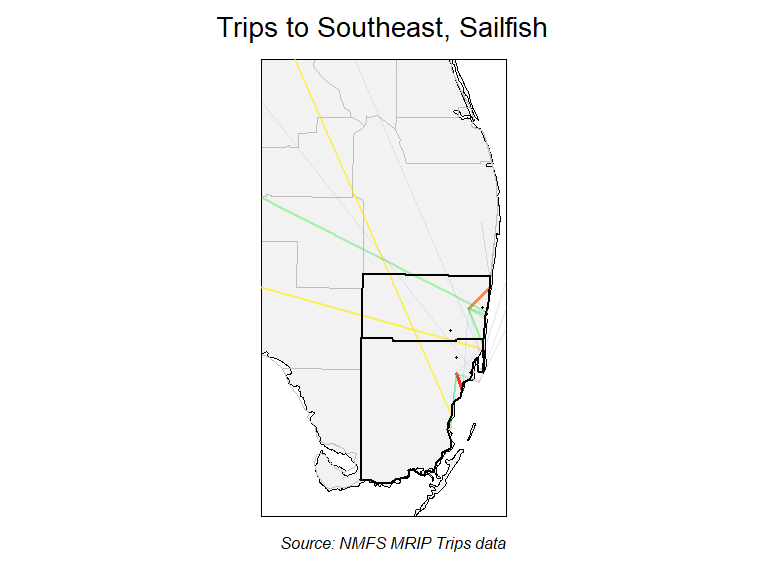 Trips to Southeast, Sailfish
Source: NMFS MRIP Trips data